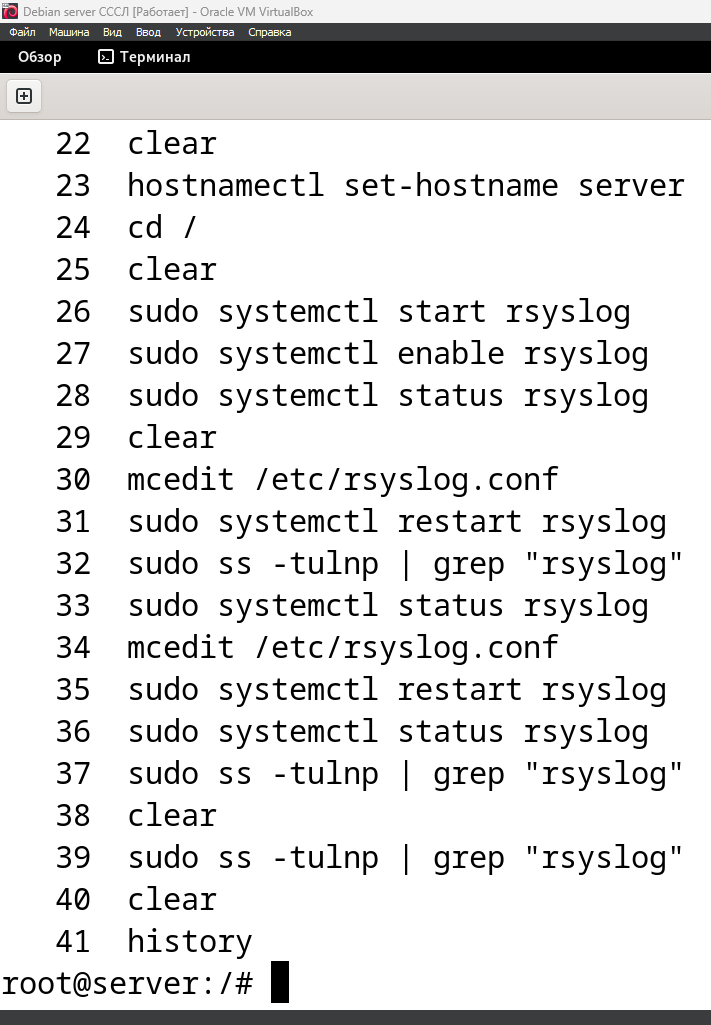 Debian server СССЛ [Работает] - Oracle VM VirtualBox
Файл Машина Вид Ввод Устройства Справка
Обзор Терминал
22 clear
23 hostnamectl set-hostname server
24 cd /
25 clear
26 sudo systemctl start rsyslog
27 sudo systemctl enable rsyslog
28 sudo systemctl status rsyslog
29 clear
30 mcedit /etc/rsyslog.conf
31 sudo systemctl restart rsyslog
32 sudo ss -tulnp | grep "rsyslog"
33 sudo systemctl status rsyslog
34 mcedit /etc/rsyslog.conf
35 sudo systemctl restart rsyslog
36 sudo systemctl status rsyslog
37 sudo ss -tulnp | grep "rsyslog"
38 clear
39 sudo ss -tulnp | grep "rsyslog"
40 clear
41 history
root@server:/#